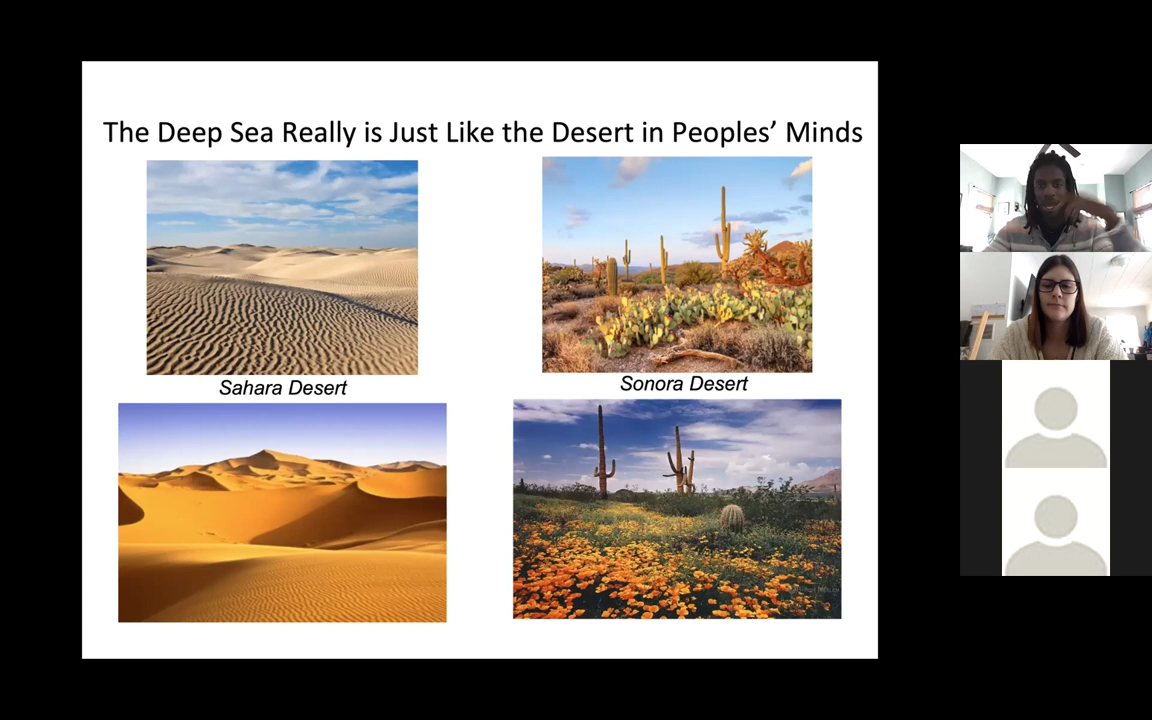 The Deep Sea Really is Just Like the Desert in Peoples’ Minds
Sahara Desert
Sonora Desert